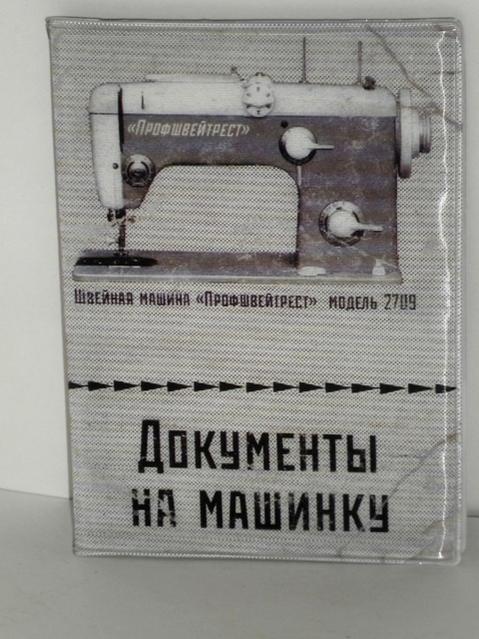 «Профшвейтрест»
Швейная машина «Профшвейтрест» модель 2709
Документы
на машинку